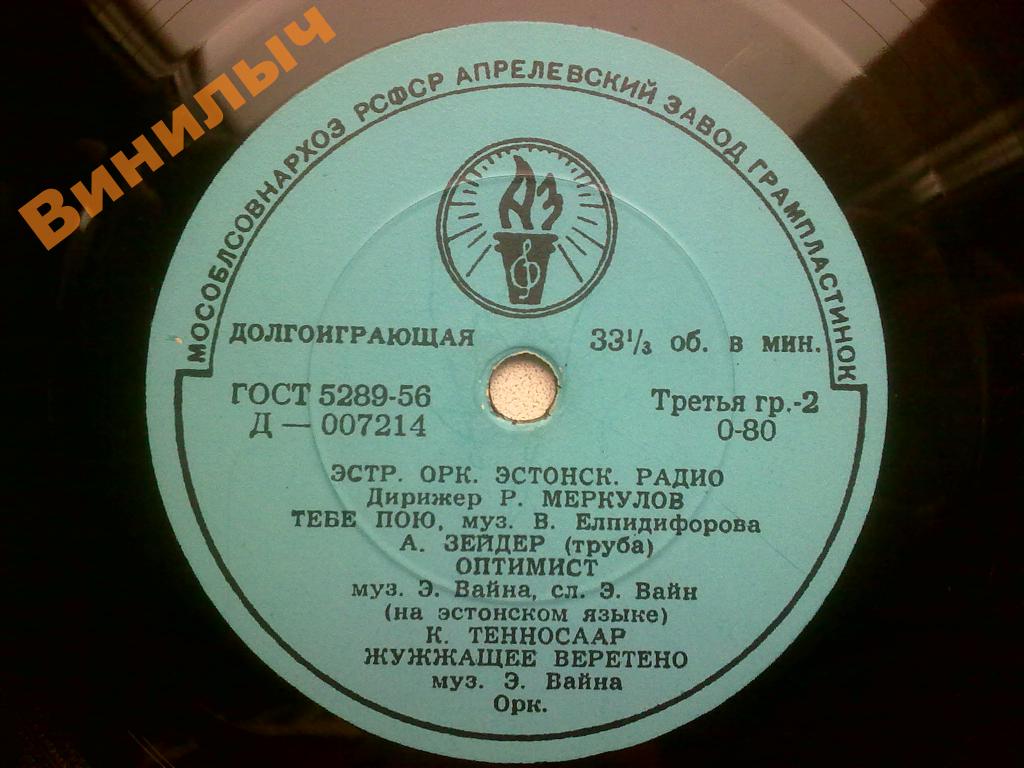 Винилыч
МОСОБЛСОВНАРХОЗ РСФСР АПРЕЛЕВСКИЙ ЗАВОД ГРАМПЛАСТИНОК
АЗ
ДОЛГОИГРАЮЩАЯ 33 1/3 об. в мин.
ГОСТ 5289-56 Третья гр.-2
Д — 007214 0-80
ЭСТР. ОРК. ЭСТОНСК. РАДИО
Дирижер Р. МЕРКУЛОВ
ТЕБЕ ПОЮ, муз. В. Елпидифорова
А. ЗЕЙДЕР (труба)
ОПТИМИСТ
муз. Э. Вайна, сл. Э. Вайн
(на эстонском языке)
К. ТЕННОСААР
ЖУЖЖАЩЕЕ ВЕРЕТЕНО
муз. Э. Вайна
Орк.